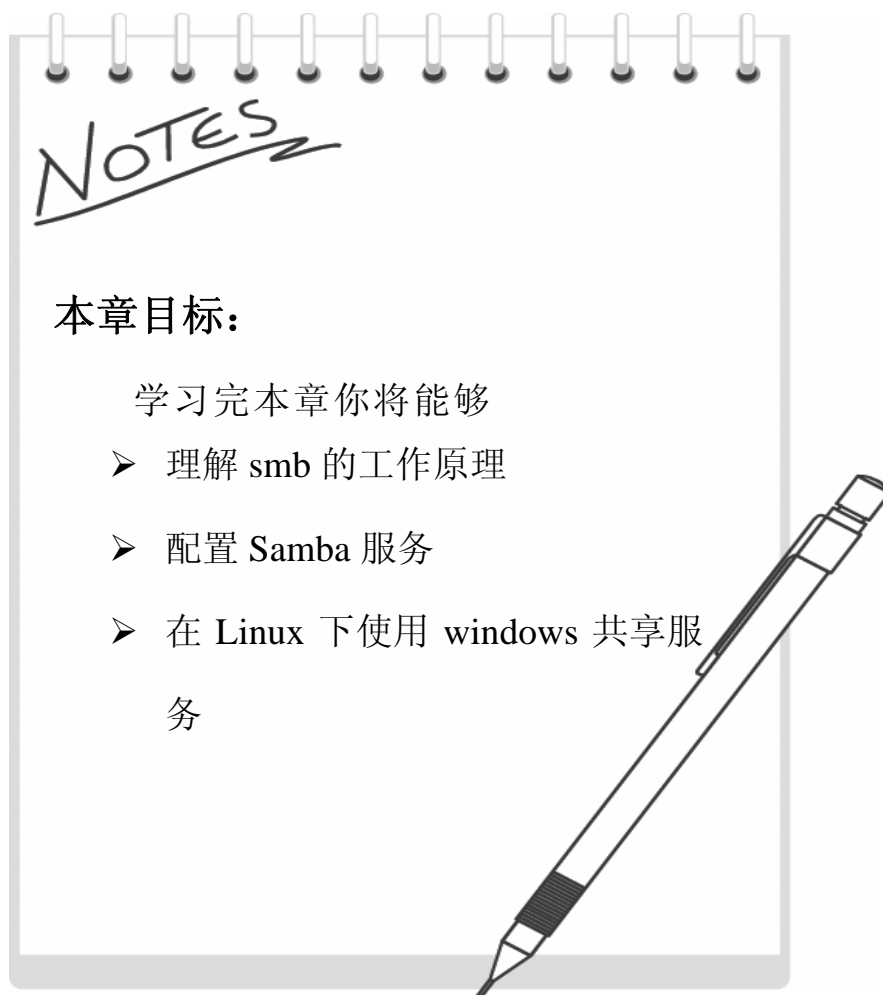 NOTES
本章目标：
学习完本章你将能够
➢ 理解 smb 的工作原理
➢ 配置 Samba 服务
➢ 在 Linux 下使用 windows 共享服
务